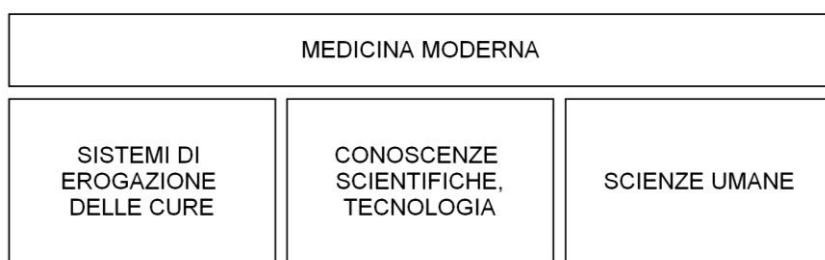 MEDICINA MODERNA
SISTEMI DI
EROGAZIONE
DELLE CURE
CONOSCENZE
SCIENTIFICHE,
TECNOLOGIA
SCIENZE UMANE